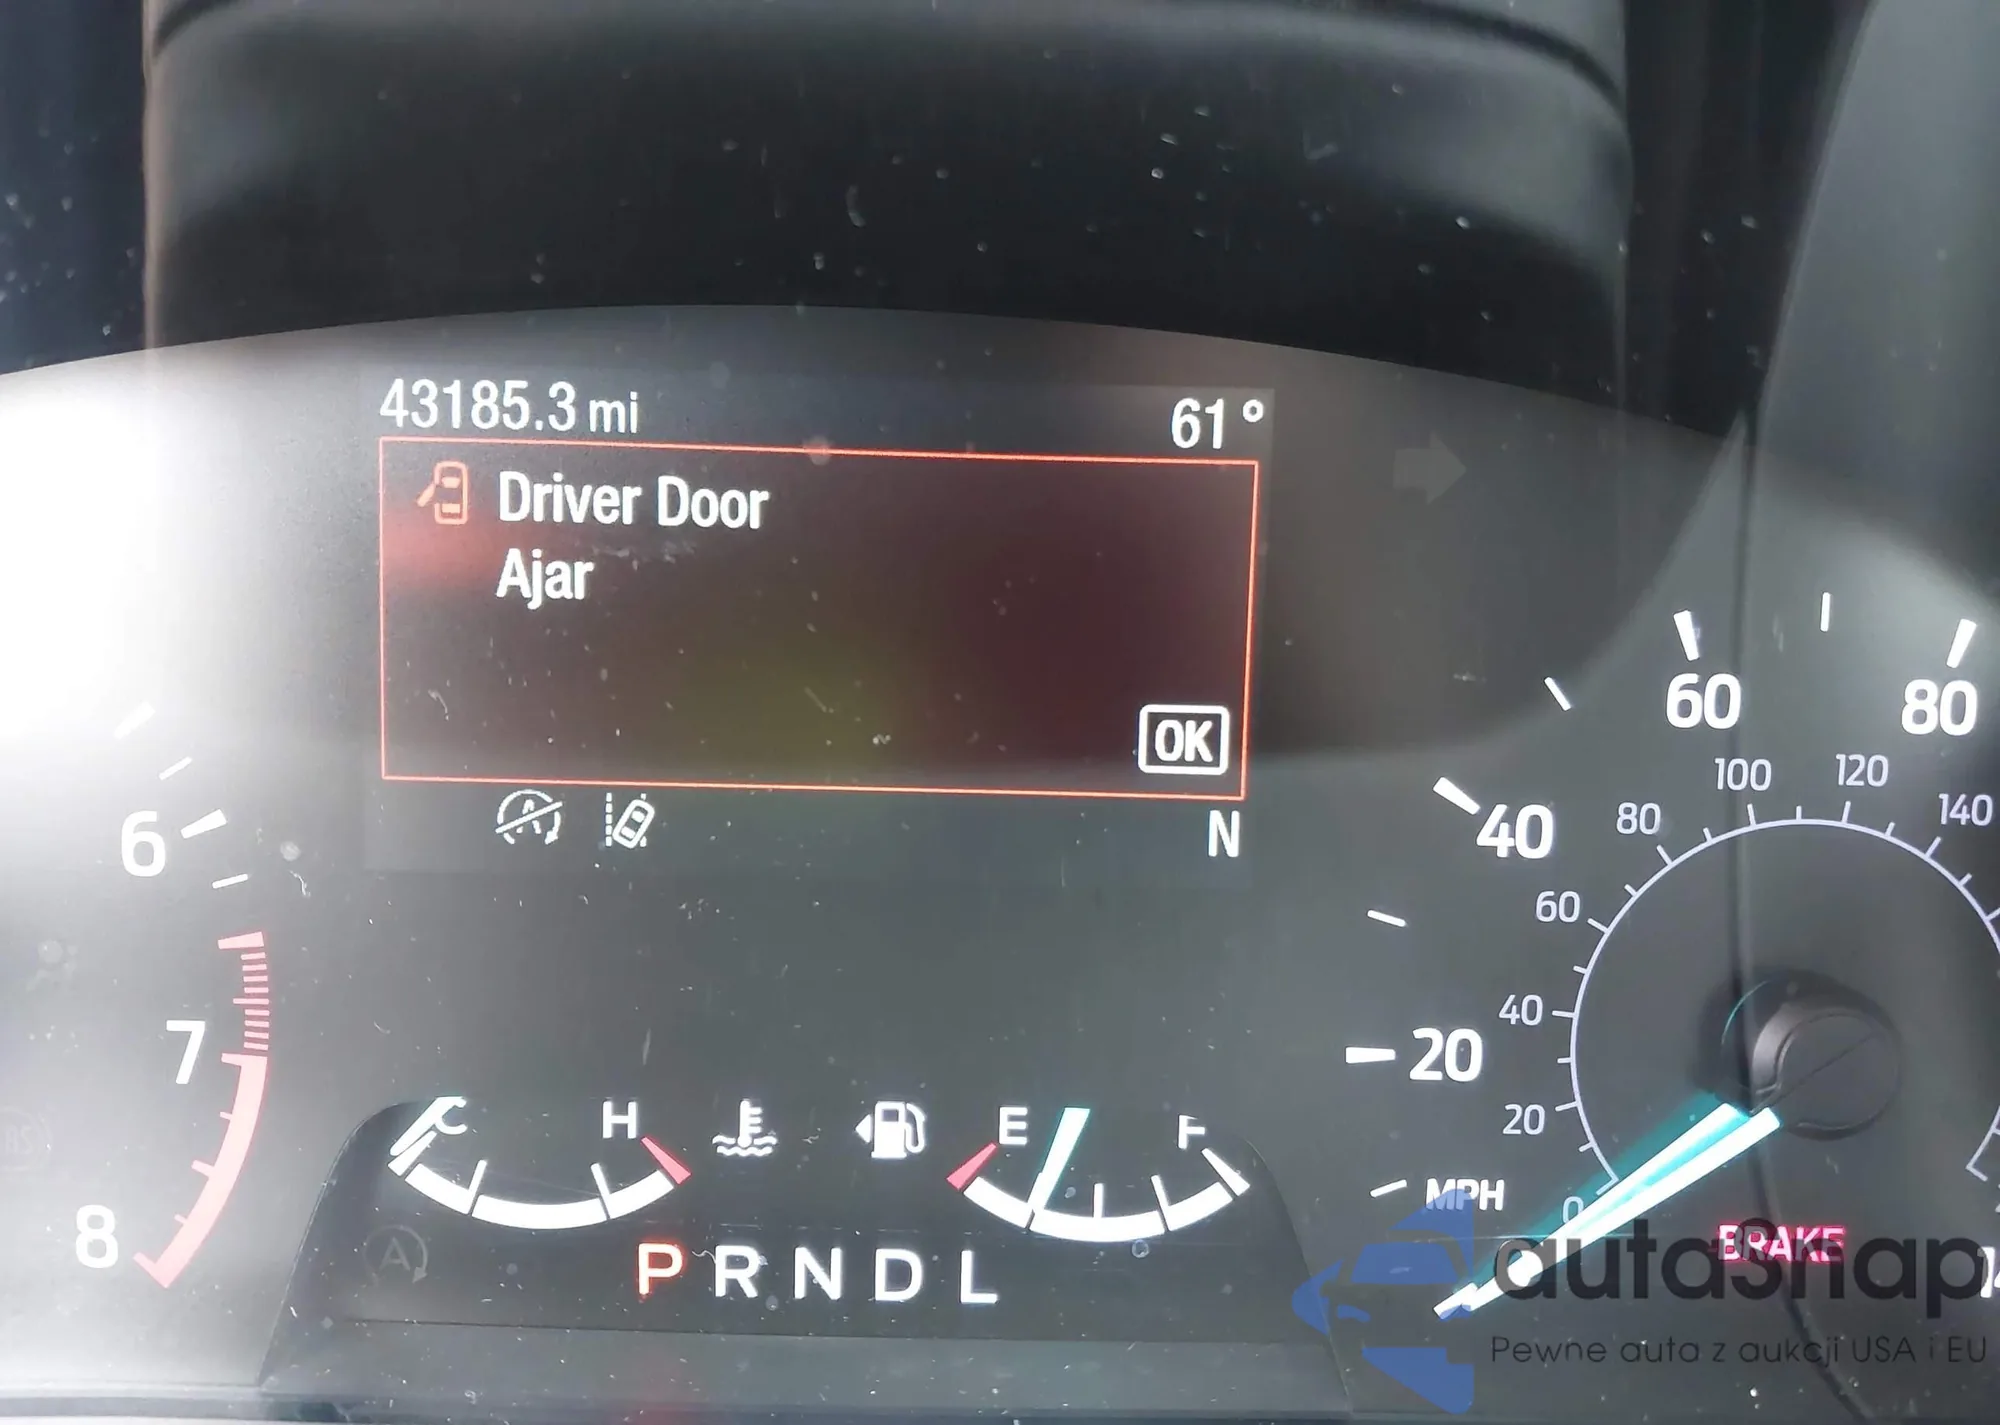 43185.3 mi 61°
Driver Door
Ajar
OK
N
60 80
100 120
140
80
40
6
60
40
20
7
20
C H E F
MPH
0
8
BRAKE
P R N D L
autosnap
Pewne auta z aukcji USA i EU